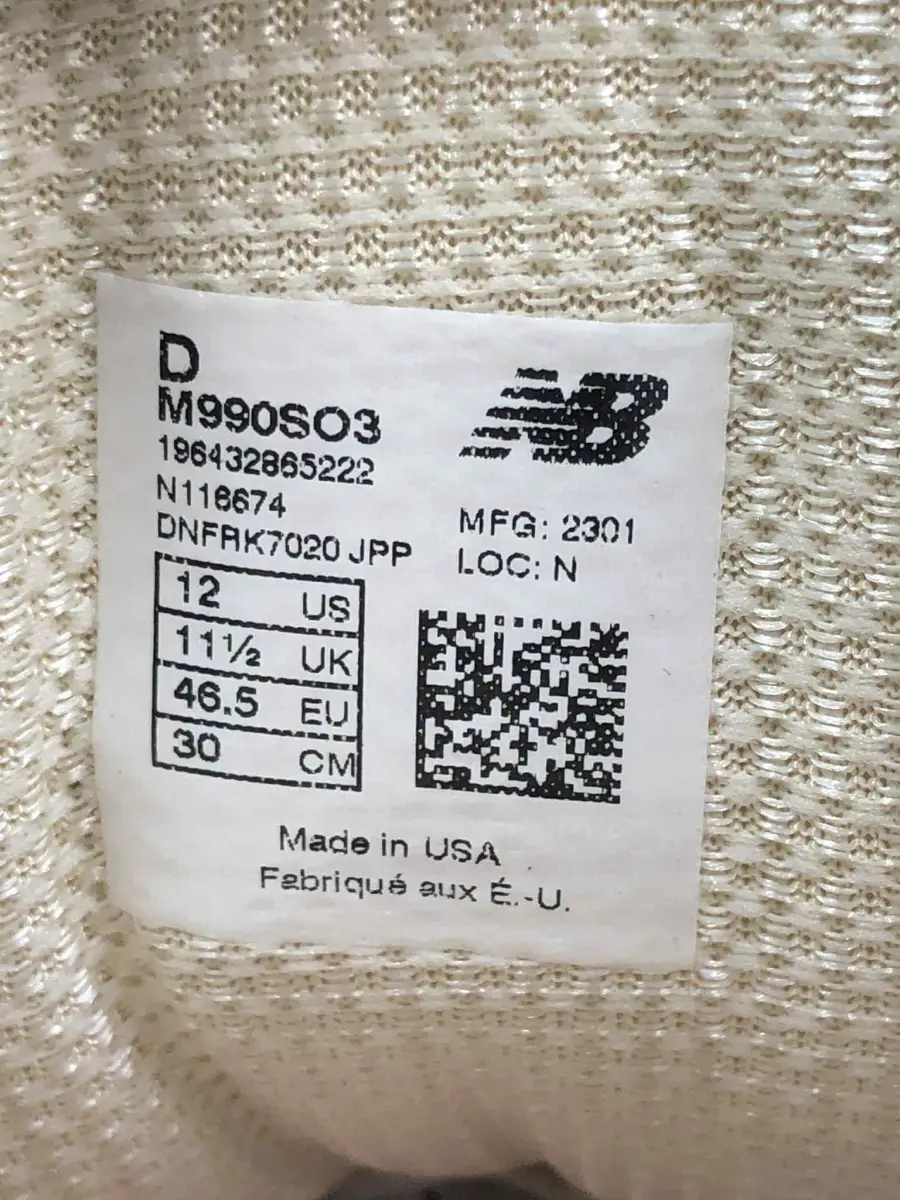 D
M990SO3
196432865222
N116674
DNFRK7020 JPP
NB
MFG: 2301
LOC: N
12 US
11½ UK
46.5 EU
30 CM
Made in USA
Fabriqué aux É.-U.